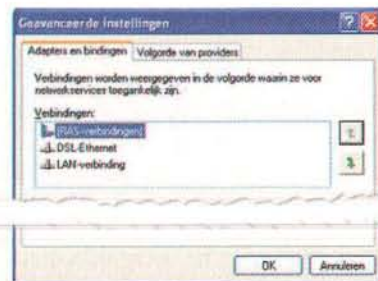 Geavanceerde instellingen
Adapters en bindingen Volgorde van providers
Verbindingen worden weergegeven in de volgorde waarin ze voor
netwerkservices toegankelijk zijn.
Verbindingen:
[RAS-verbindingen]
DSL-Ethernet
LAN-verbinding
OK Annuleren